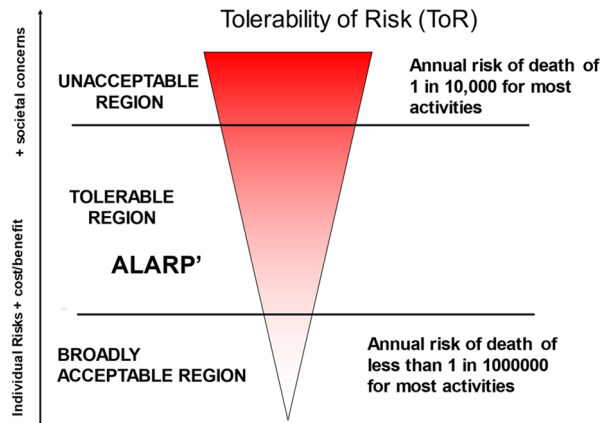 Tolerability of Risk (ToR)
+ societal concerns
Individual Risks + cost/benefit
UNACCEPTABLE
REGION
Annual risk of death of
1 in 10,000 for most
activities
TOLERABLE
REGION
ALARP’
BROADLY
ACCEPTABLE REGION
Annual risk of death of
less than 1 in 1000000
for most activities